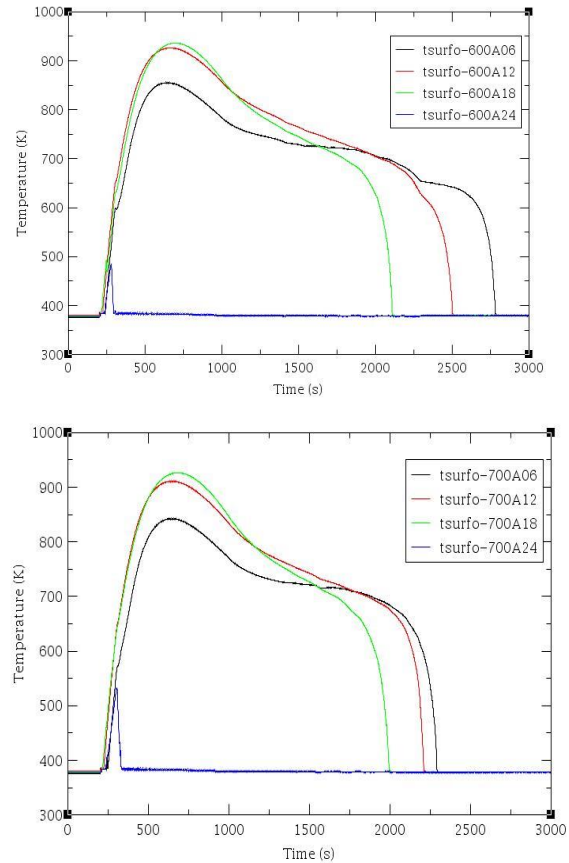 1000
900
800
700
600
500
400
300
Temperature (K)
tsurfo-600A06
tsurfo-600A12
tsurfo-600A18
tsurfo-600A24
0 500 1000 1500 2000 2500 3000
Time (s)
1000
900
800
700
600
500
400
300
Temperature (K)
tsurfo-700A06
tsurfo-700A12
tsurfo-700A18
tsurfo-700A24
0 500 1000 1500 2000 2500 3000
Time (s)